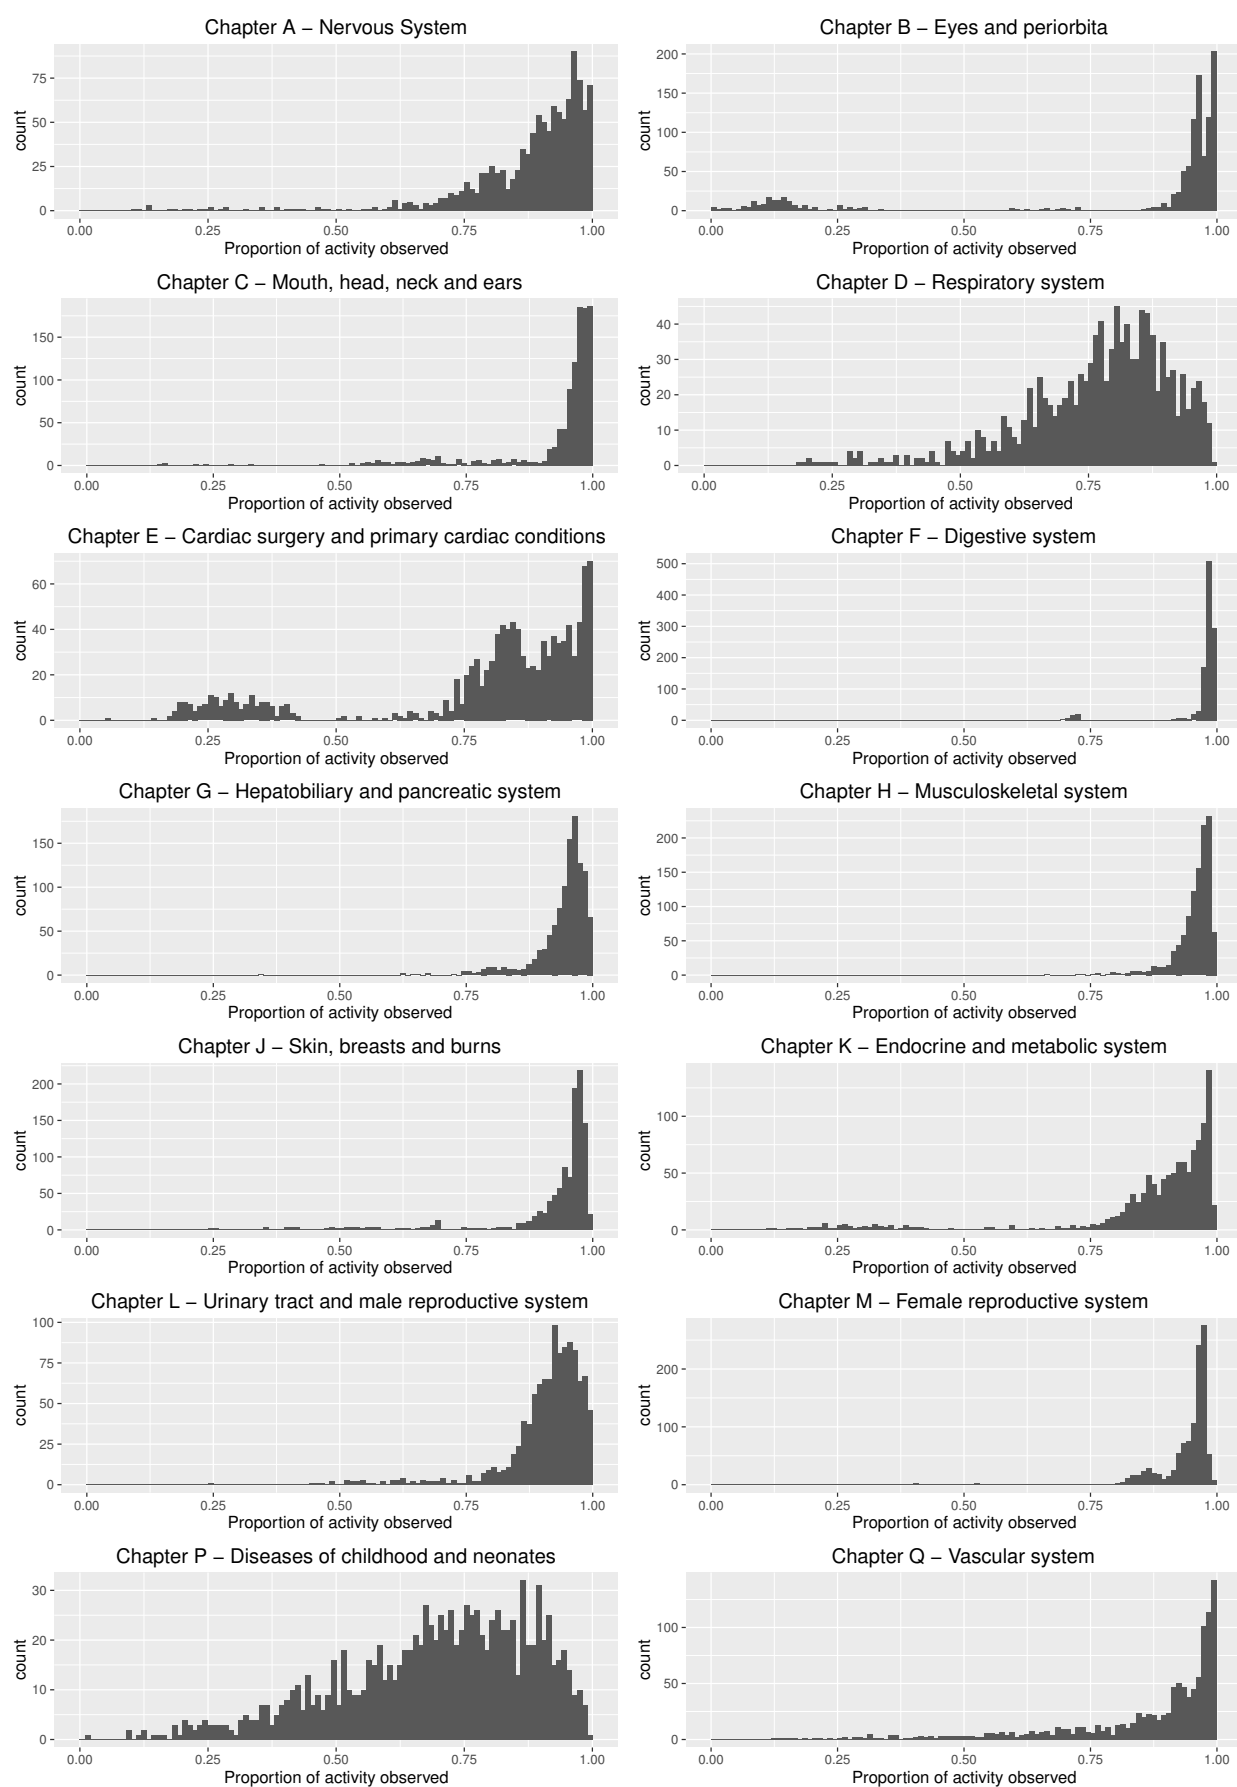 Chapter A − Nervous System
75
50
25
0
count
0.00 0.25 0.50 0.75 1.00
Proportion of activity observed
Chapter B − Eyes and periorbita
200
150
100
50
0
count
0.00 0.25 0.50 0.75 1.00
Proportion of activity observed
Chapter C − Mouth, head, neck and ears
150
100
50
0
count
0.00 0.25 0.50 0.75 1.00
Proportion of activity observed
Chapter D − Respiratory system
40
30
20
10
0
count
0.00 0.25 0.50 0.75 1.00
Proportion of activity observed
Chapter E − Cardiac surgery and primary cardiac conditions
60
40
20
0
count
0.00 0.25 0.50 0.75 1.00
Proportion of activity observed
Chapter F − Digestive system
500
400
300
200
100
0
count
0.00 0.25 0.50 0.75 1.00
Proportion of activity observed
Chapter G − Hepatobiliary and pancreatic system
150
100
50
0
count
0.00 0.25 0.50 0.75 1.00
Proportion of activity observed
Chapter H − Musculoskeletal system
200
150
100
50
0
count
0.00 0.25 0.50 0.75 1.00
Proportion of activity observed
Chapter J − Skin, breasts and burns
200
150
100
50
0
count
0.00 0.25 0.50 0.75 1.00
Proportion of activity observed
Chapter K − Endocrine and metabolic system
100
50
0
count
0.00 0.25 0.50 0.75 1.00
Proportion of activity observed
Chapter L − Urinary tract and male reproductive system
100
75
50
25
0
count
0.00 0.25 0.50 0.75 1.00
Proportion of activity observed
Chapter M − Female reproductive system
200
100
0
count
0.00 0.25 0.50 0.75 1.00
Proportion of activity observed
Chapter P − Diseases of childhood and neonates
30
20
10
0
count
0.00 0.25 0.50 0.75 1.00
Proportion of activity observed
Chapter Q − Vascular system
100
50
0
count
0.00 0.25 0.50 0.75 1.00
Proportion of activity observed